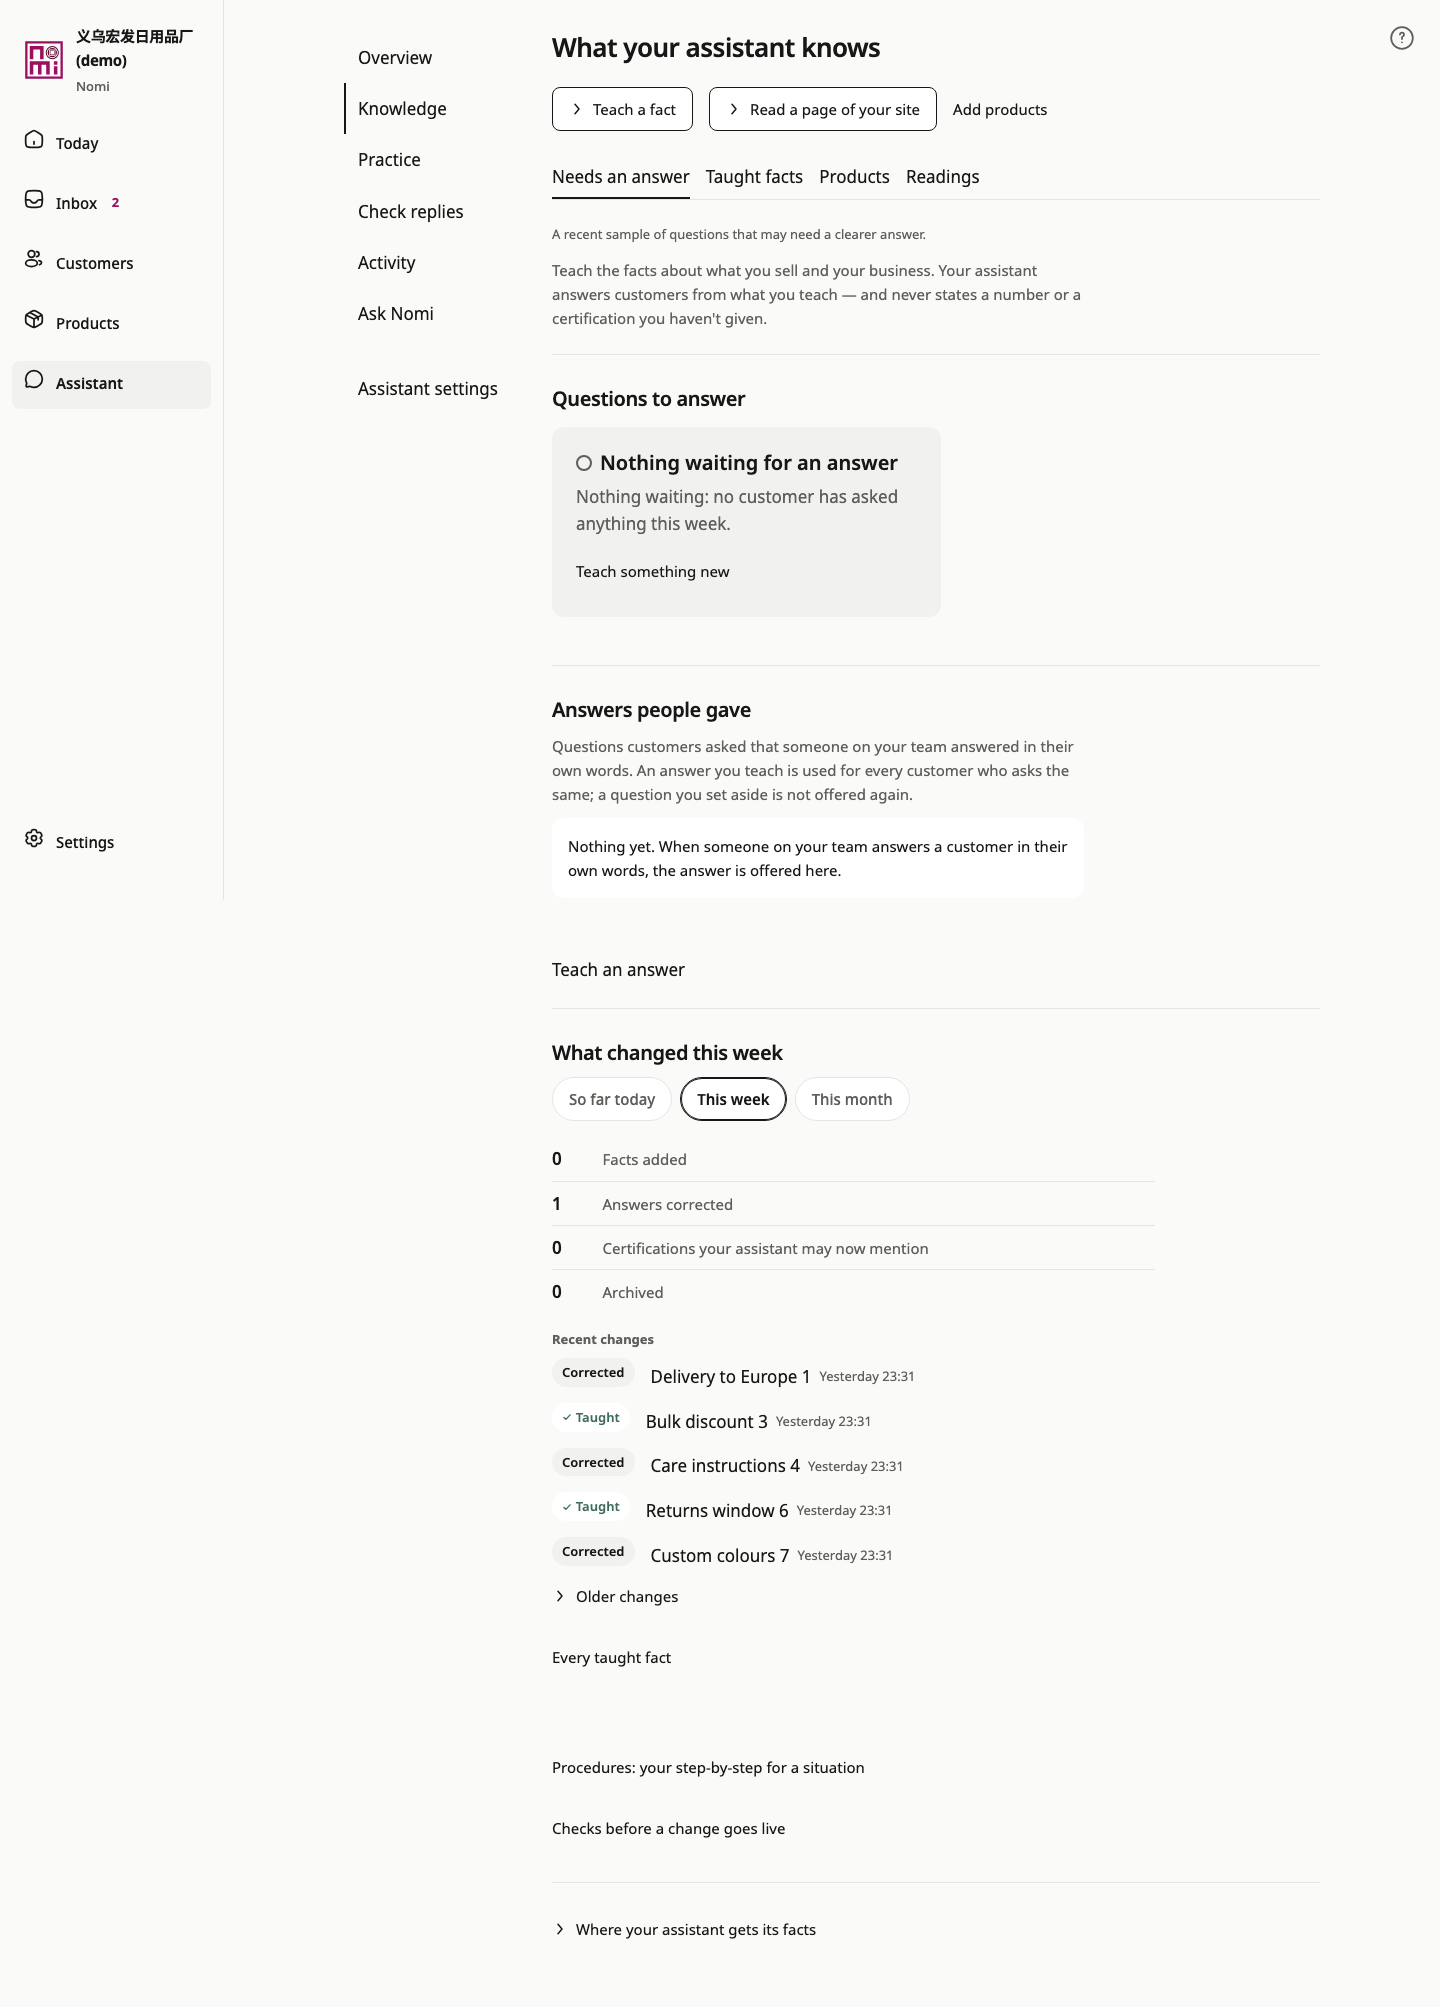 义乌宏发日用品厂
(demo)
Nomi
Today
Inbox 2
Customers
Products
Assistant
Settings
Overview
Knowledge
Practice
Check replies
Activity
Ask Nomi
Assistant settings
What your assistant knows
Teach a fact
Read a page of your site
Add products
Needs an answer
Taught facts
Products
Readings
A recent sample of questions that may need a clearer answer.
Teach the facts about what you sell and your business. Your assistant
answers customers from what you teach — and never states a number or a
certification you haven't given.
Questions to answer
Nothing waiting for an answer
Nothing waiting: no customer has asked
anything this week.
Teach something new
Answers people gave
Questions customers asked that someone on your team answered in their
own words. An answer you teach is used for every customer who asks the
same; a question you set aside is not offered again.
Nothing yet. When someone on your team answers a customer in their
own words, the answer is offered here.
Teach an answer
What changed this week
So far today
This week
This month
0 Facts added
1 Answers corrected
0 Certifications your assistant may now mention
0 Archived
Recent changes
Corrected Delivery to Europe 1 Yesterday 23:31
Taught Bulk discount 3 Yesterday 23:31
Corrected Care instructions 4 Yesterday 23:31
Taught Returns window 6 Yesterday 23:31
Corrected Custom colours 7 Yesterday 23:31
Older changes
Every taught fact
Procedures: your step-by-step for a situation
Checks before a change goes live
Where your assistant gets its facts